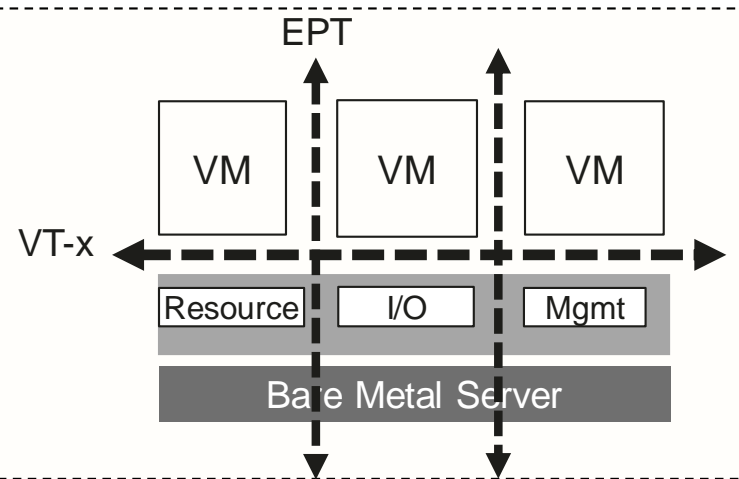 EPT
VM VM VM
VT-x
Resource I/O Mgmt
Bare Metal Server